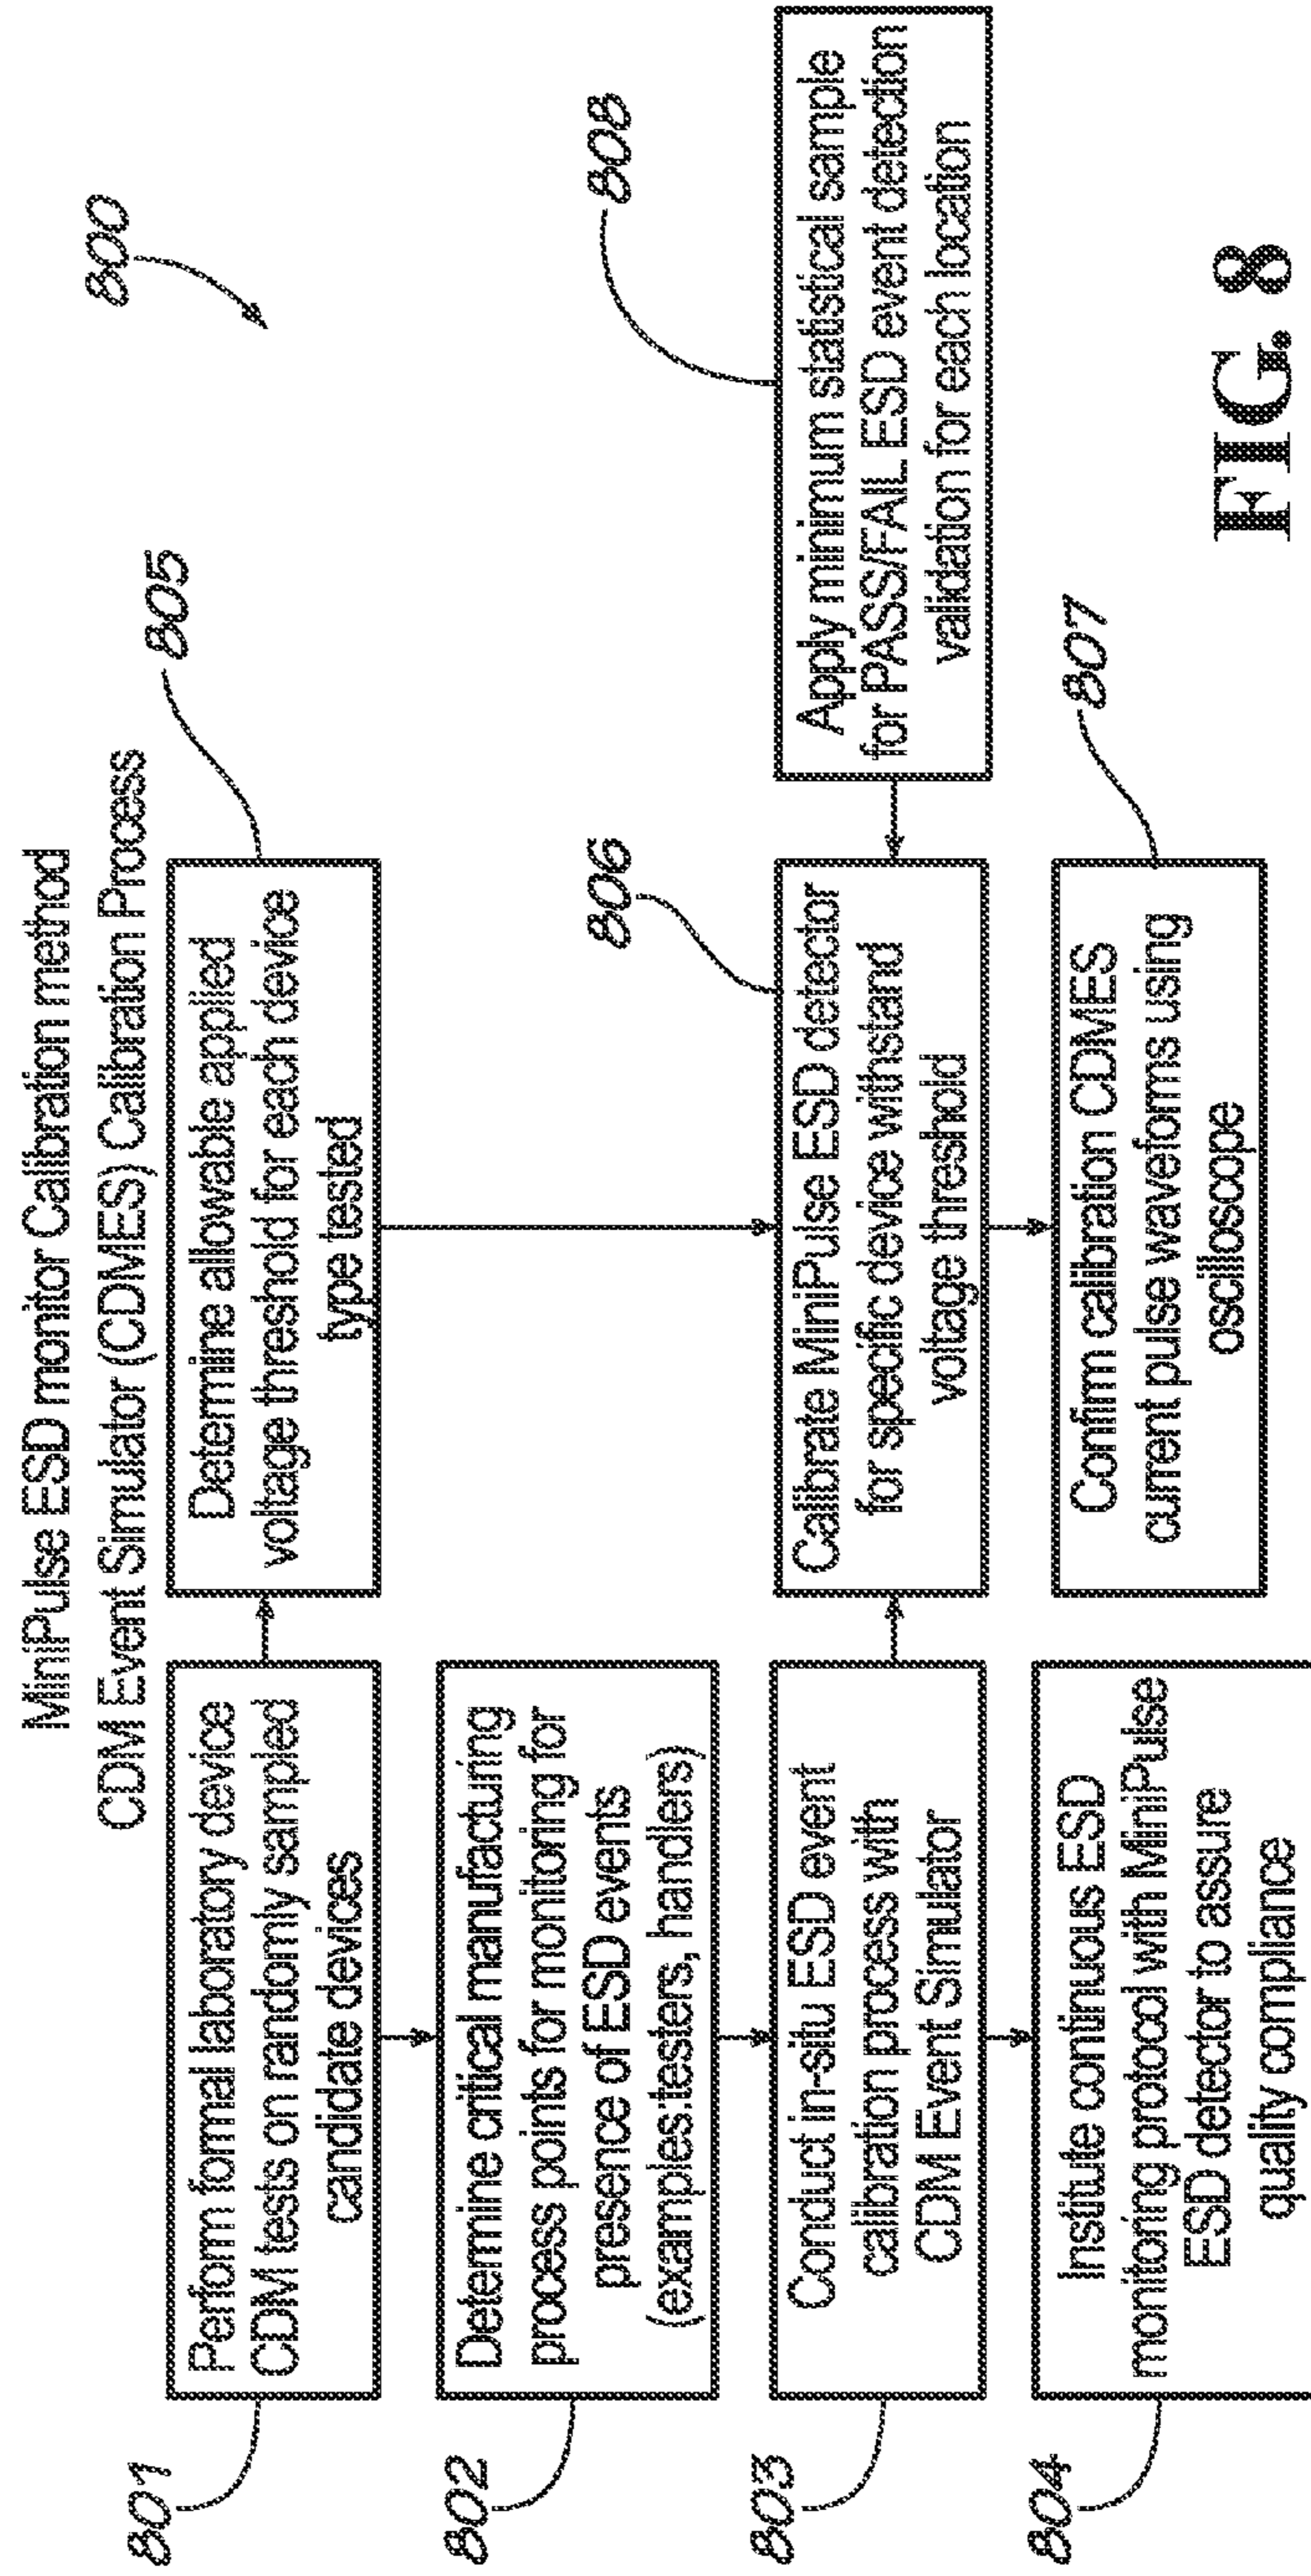 MiniPulse ESD monitor Calibration method
CDM Event Simulator (CDMES) Calibration Process
800
801
Perform formal laboratory device
CDM tests on randomly sampled
candidate devices
805
Determine allowable applied
voltage threshold for each device
type tested
802
Determine critical manufacturing
process points for monitoring for
presence of ESD events
(examples:testers, handlers)
803
Conduct in-situ ESD event
calibration process with
CDM Event Simulator
806
Calibrate MiniPulse ESD detector
for specific device withstand
voltage threshold
808
Apply minimum statistical sample
for PASS/FAIL ESD event detection
validation for each location
804
Institute continuous ESD
monitoring protocol with MiniPulse
ESD detector to assure
quality compliance
807
Confirm calibration CDMES
current pulse waveforms using
oscilloscope
FIG. 8